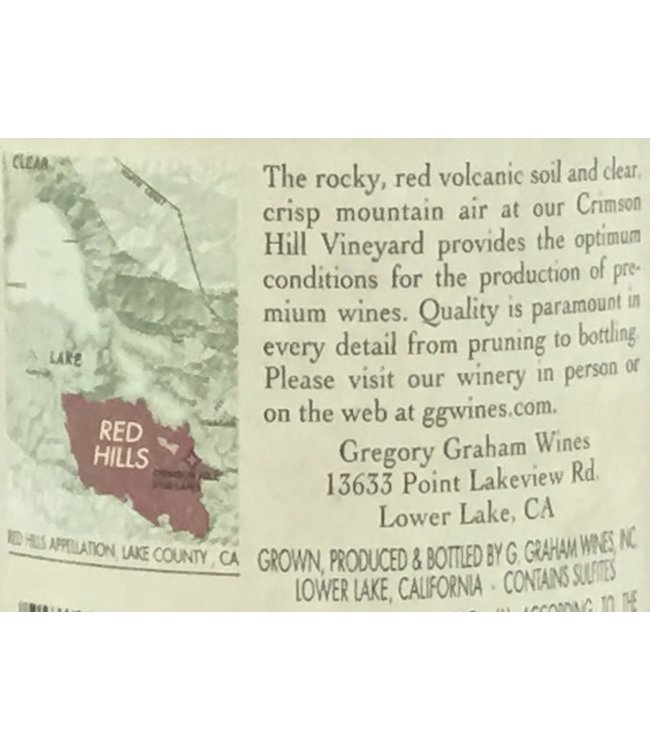 CLEAR
LAKE
RED
HILLS
RED HILLS APPELLATION, LAKE COUNTY, CA
The rocky, red volcanic soil and clear,
crisp mountain air at our Crimson
Hill Vineyard provides the optimum
conditions for the production of pre-
mium wines. Quality is paramount in
every detail from pruning to bottling.
Please visit our winery in person or
on the web at ggwines.com.
Gregory Graham Wines
13633 Point Lakeview Rd.
Lower Lake, CA
GROWN, PRODUCED & BOTTLED BY G. GRAHAM WINES, INC.
LOWER LAKE, CALIFORNIA · CONTAINS SULFITES
ACCORDING TO THE